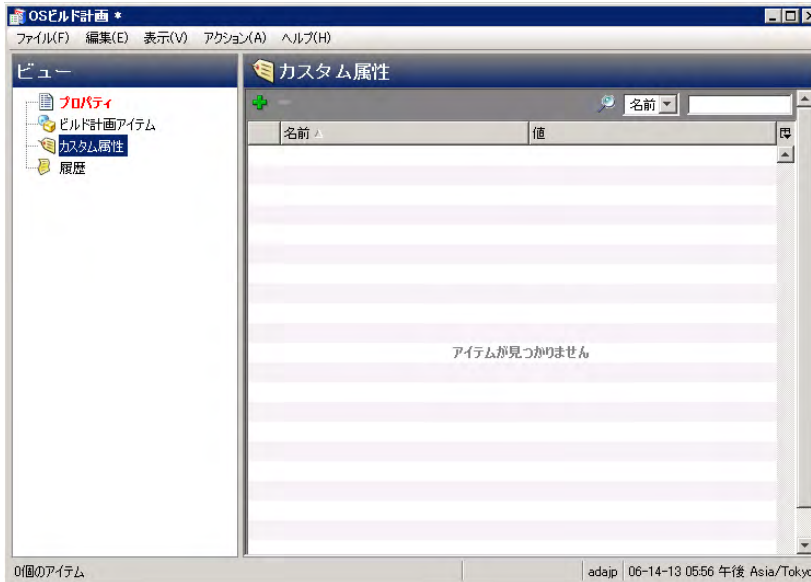 OSビルド計画 *
ファイル(F) 編集(E) 表示(V) アクション(A) ヘルプ(H)
ビュー
プロパティ
ビルド計画アイテム
カスタム属性
履歴
カスタム属性
名前
名前 値
アイテムが見つかりません
0個のアイテム
adajp 06-14-13 05:56 午後 Asia/Tokyo